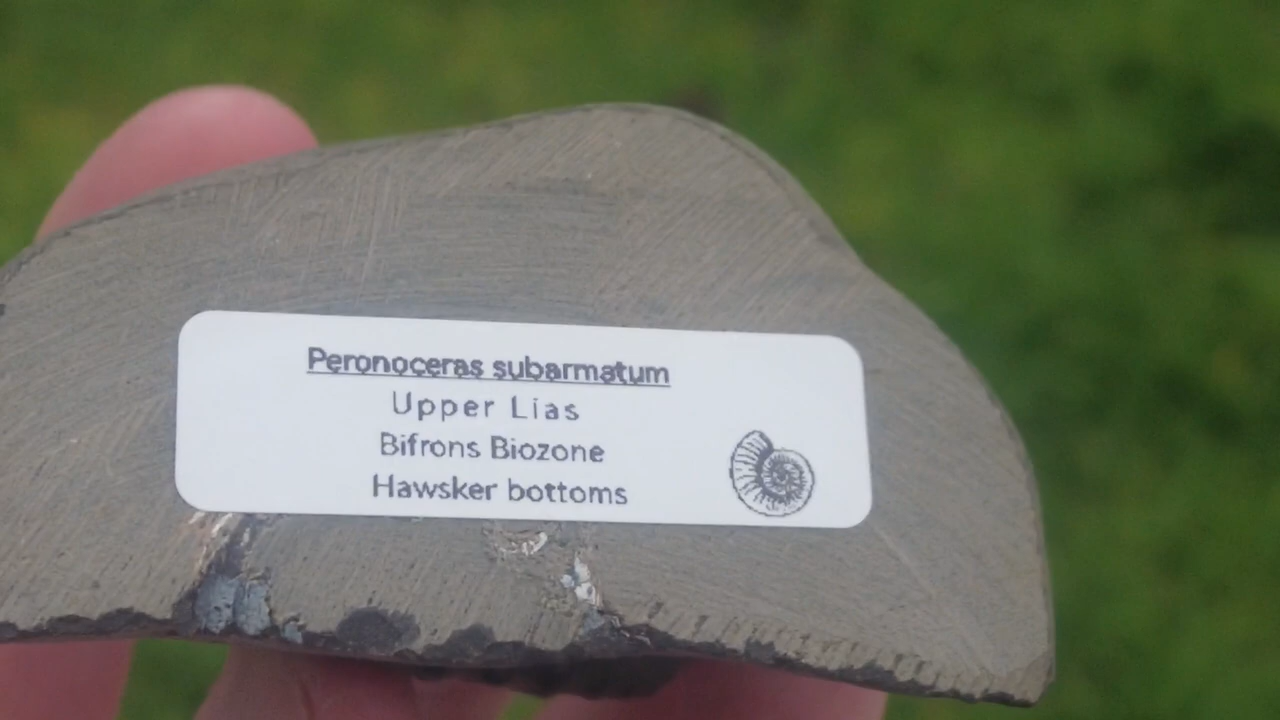 Peronoceras subarmatum
Upper Lias
Bifrons Biozone
Hawsker bottoms